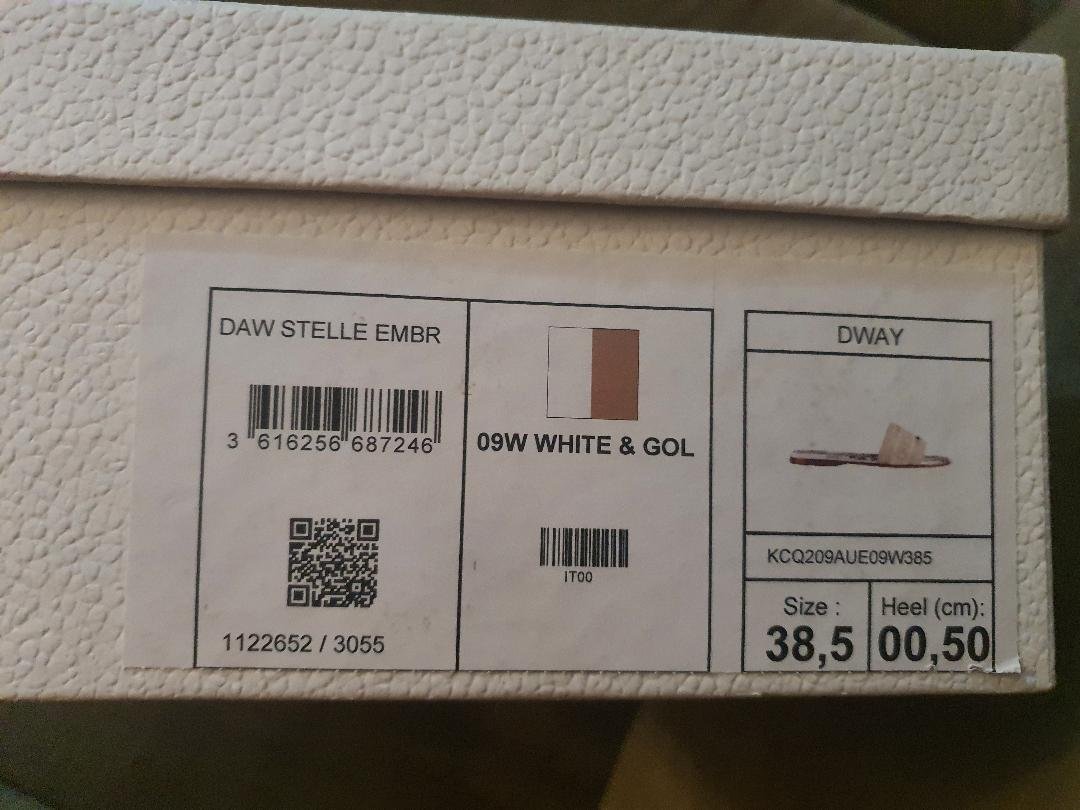 DAW STELLE EMBR
3 616256 687246
1122652 / 3055
09W WHITE & GOL
IT00
DWAY
KCQ209AUE09W385
Size :
38,5
Heel (cm):
00,50